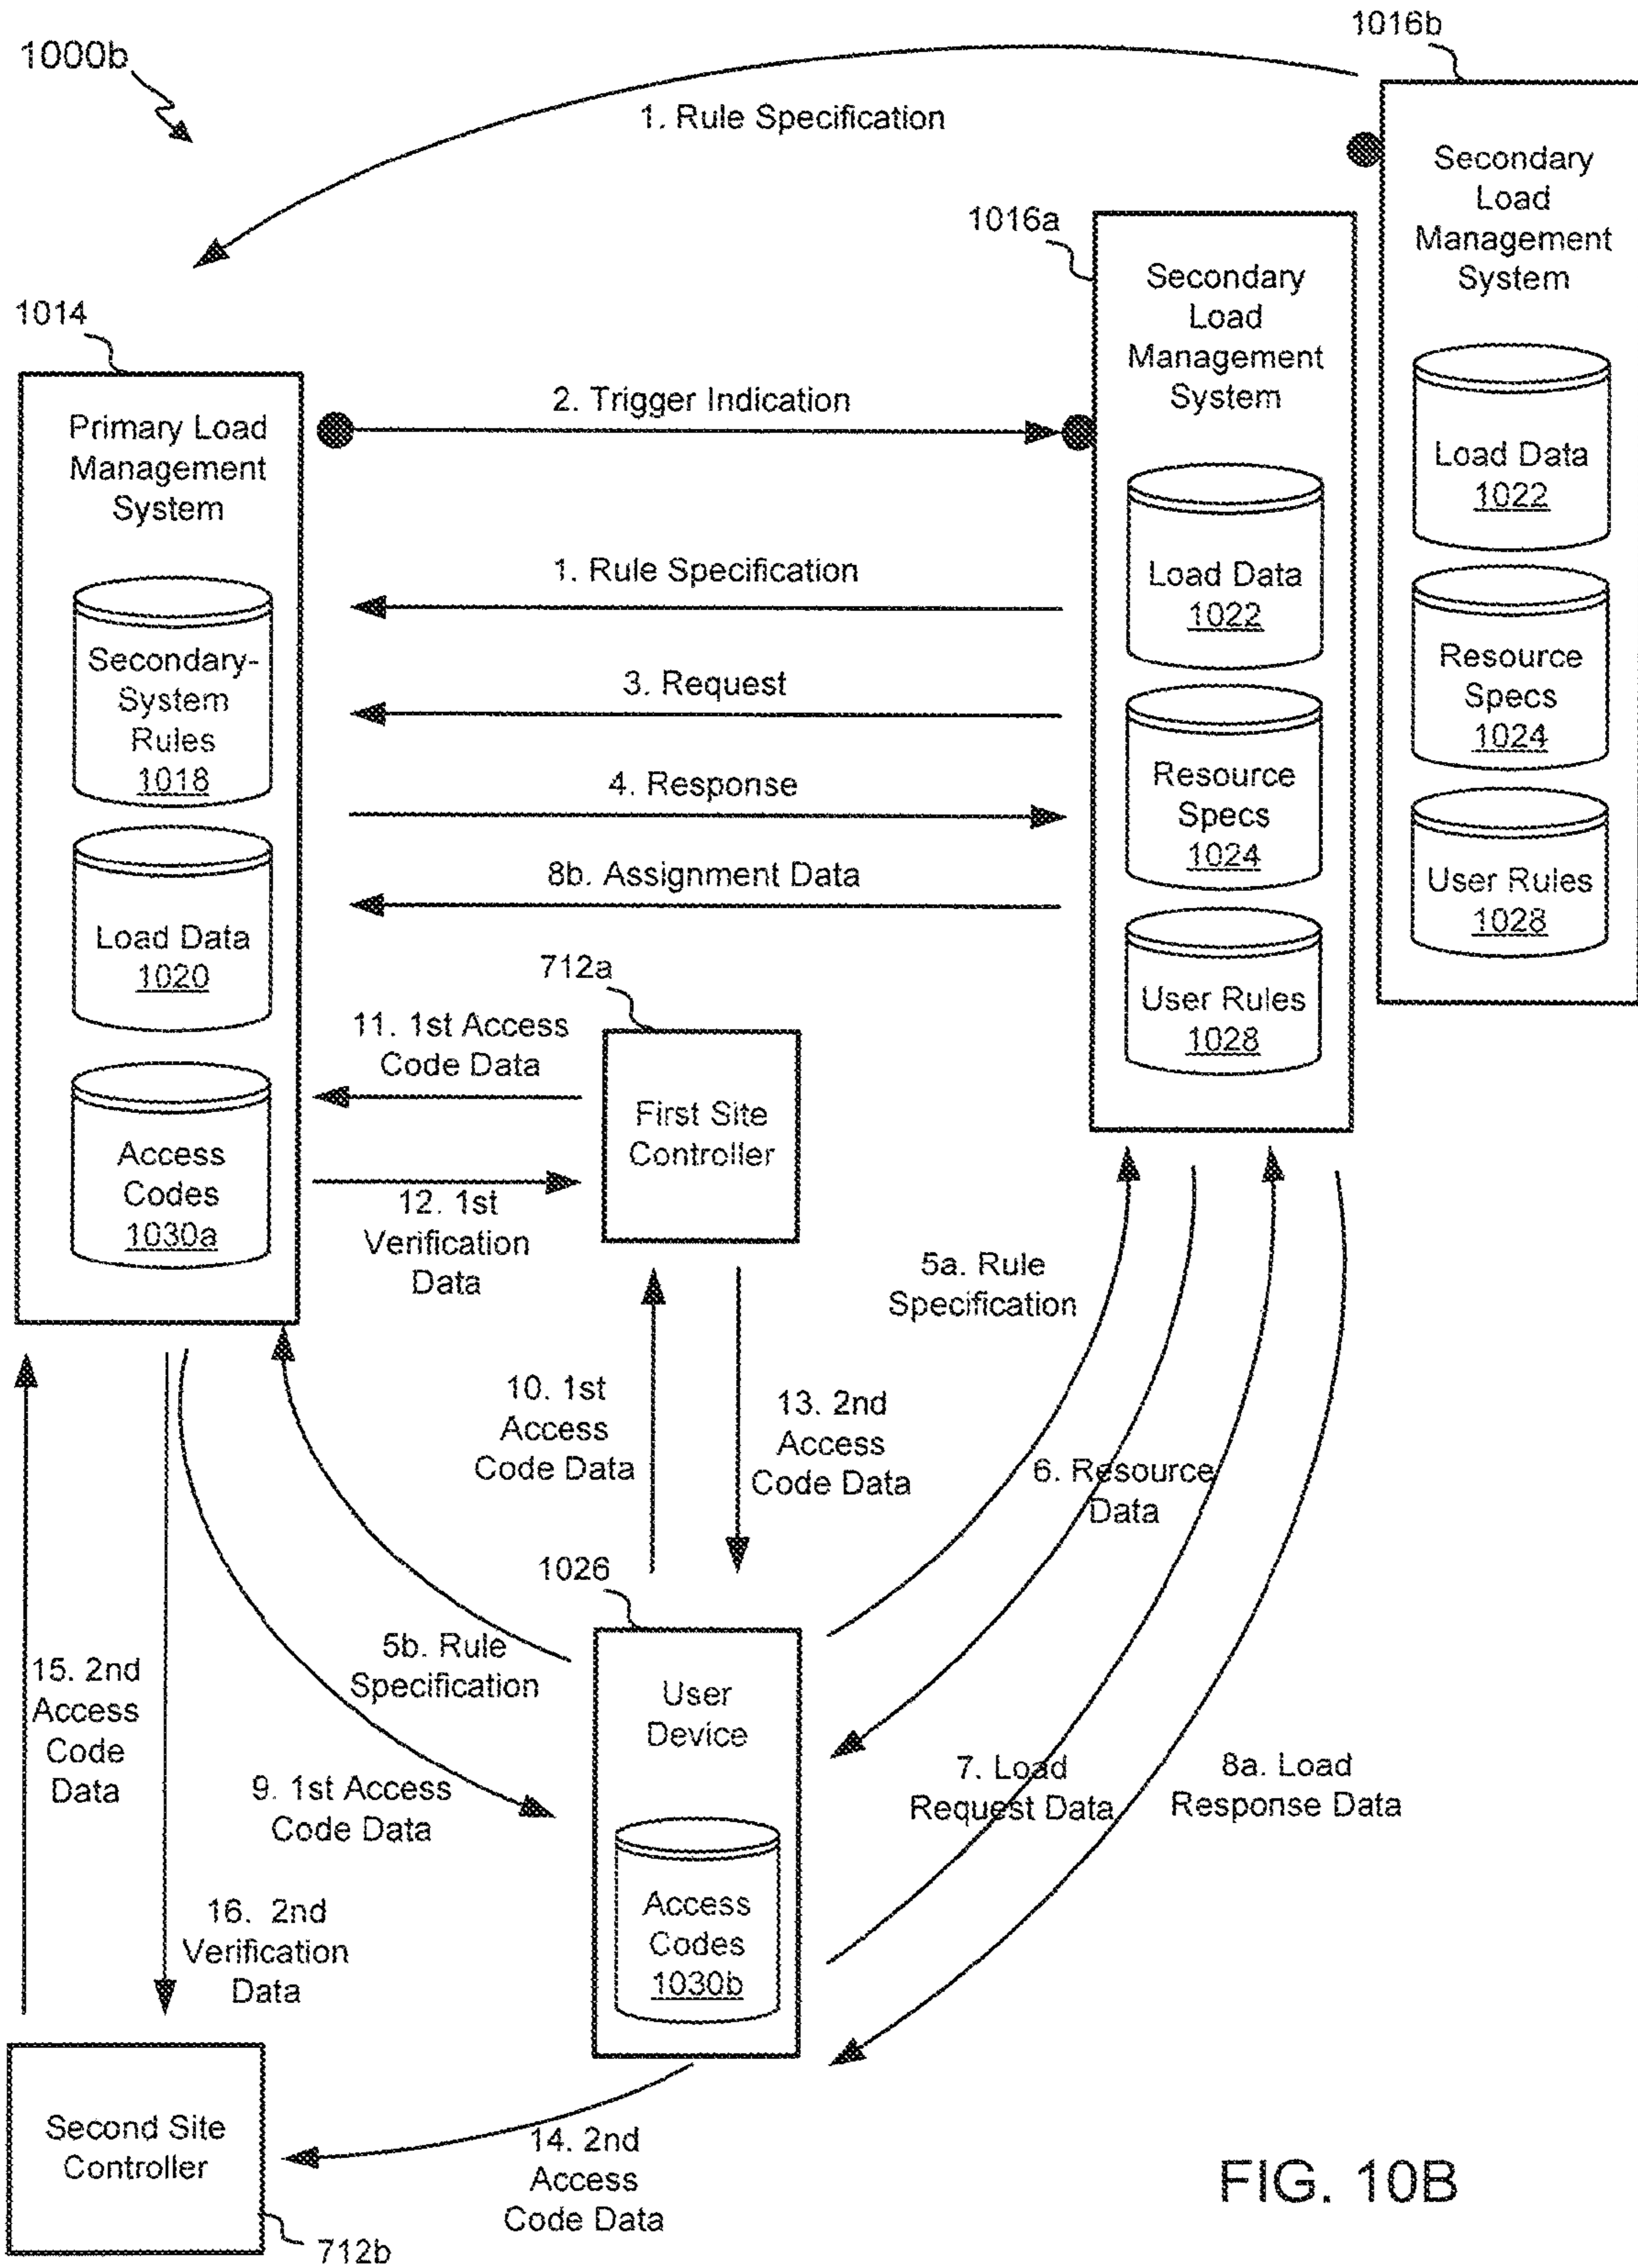 1000b
1016b
1. Rule Specification
Secondary
Load
Management
System
Load Data
1022
Resource
Specs
1024
User Rules
1028
1016a
Secondary
Load
Management
System
Load Data
1022
Resource
Specs
1024
User Rules
1028
1014
Primary Load
Management
System
Secondary-
System
Rules
1018
Load Data
1020
Access
Codes
1030a
2. Trigger Indication
1. Rule Specification
3. Request
4. Response
8b. Assignment Data
712a
First Site
Controller
11. 1st Access
Code Data
12. 1st
Verification
Data
10. 1st
Access
Code Data
13. 2nd
Access
Code Data
5a. Rule
Specification
6. Resource
Data
7. Load
Request Data
8a. Load
Response Data
1026
User
Device
Access
Codes
1030b
5b. Rule
Specification
9. 1st Access
Code Data
15. 2nd
Access
Code
Data
16. 2nd
Verification
Data
14. 2nd
Access
Code Data
Second Site
Controller
712b
FIG. 10B